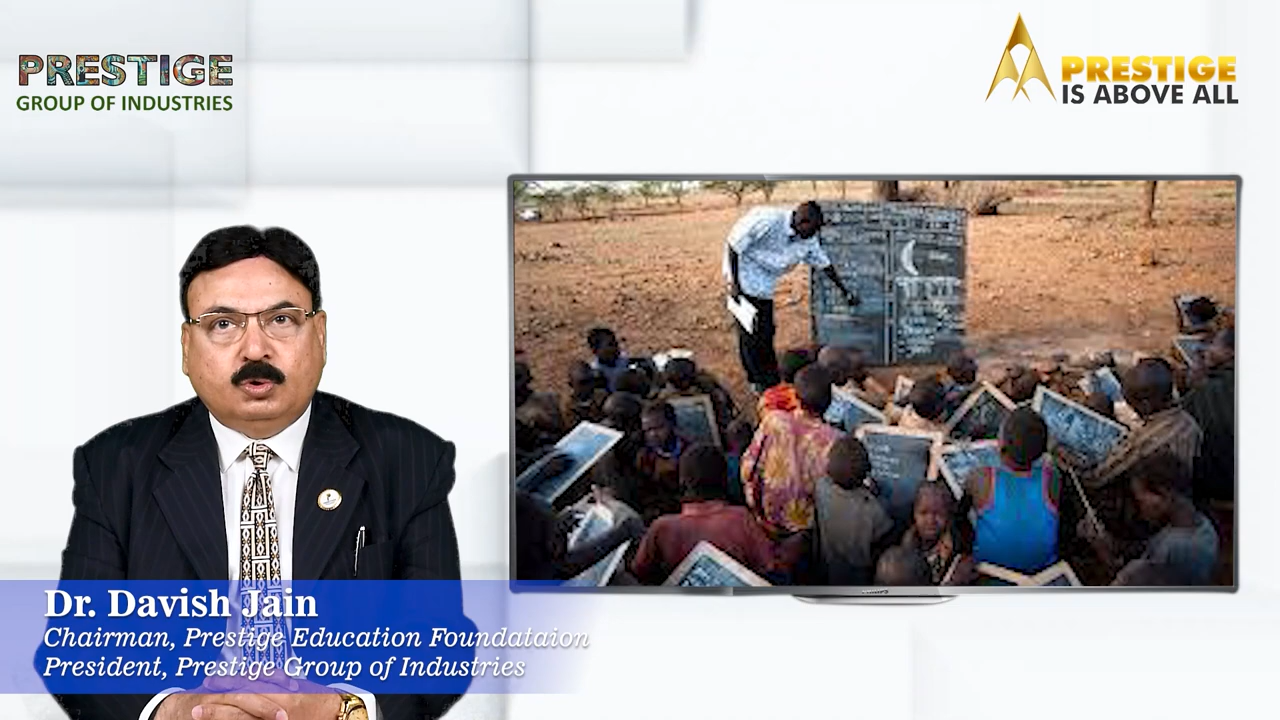 PRESTIGE
GROUP OF INDUSTRIES
PRESTIGE
IS ABOVE ALL
PHILIPS
Dr. Davish Jain
Chairman, Prestige Education Foundataion
President, Prestige Group of Industries